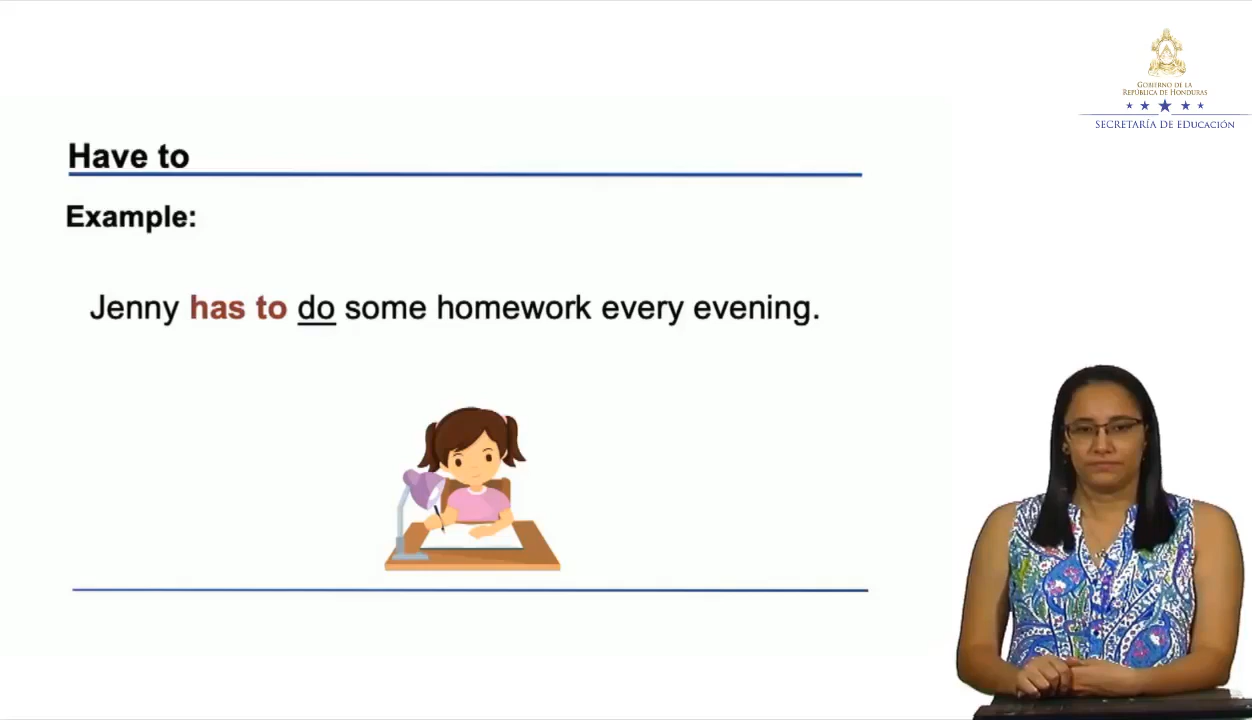 GOBIERNO DE LA
REPÚBLICA DE HONDURAS
SECRETARÍA DE EDUCACIÓN
Have to
Example:
Jenny has to do some homework every evening.